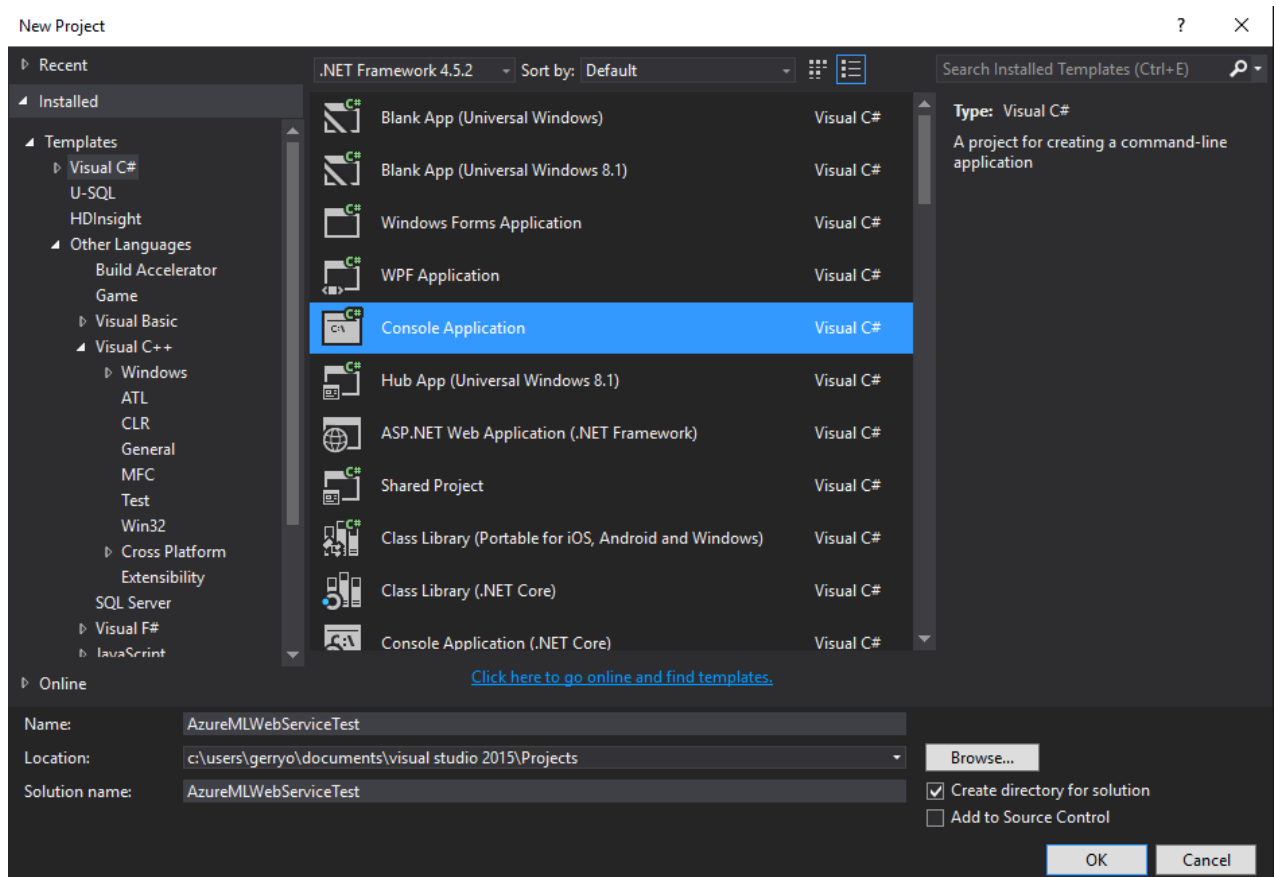 New Project
?
Recent
Installed
Templates
Visual C#
U-SQL
HDInsight
Other Languages
Build Accelerator
Game
Visual Basic
Visual C++
Windows
ATL
CLR
General
MFC
Test
Win32
Cross Platform
Extensibility
SQL Server
Visual F#
JavaScript
Online
.NET Framework 4.5.2 Sort by: Default
Blank App (Universal Windows) Visual C#
Blank App (Universal Windows 8.1) Visual C#
Windows Forms Application Visual C#
WPF Application Visual C#
Console Application Visual C#
Hub App (Universal Windows 8.1) Visual C#
ASP.NET Web Application (.NET Framework) Visual C#
Shared Project Visual C#
Class Library (Portable for iOS, Android and Windows) Visual C#
Class Library (.NET Core) Visual C#
Console Application (.NET Core) Visual C#
Click here to go online and find templates.
Search Installed Templates (Ctrl+E)
Type: Visual C#
A project for creating a command-line
application
Name: AzureMLWebServiceTest
Location: c:\users\gerryo\documents\visual studio 2015\Projects
Browse...
Solution name: AzureMLWebServiceTest
Create directory for solution
Add to Source Control
OK Cancel